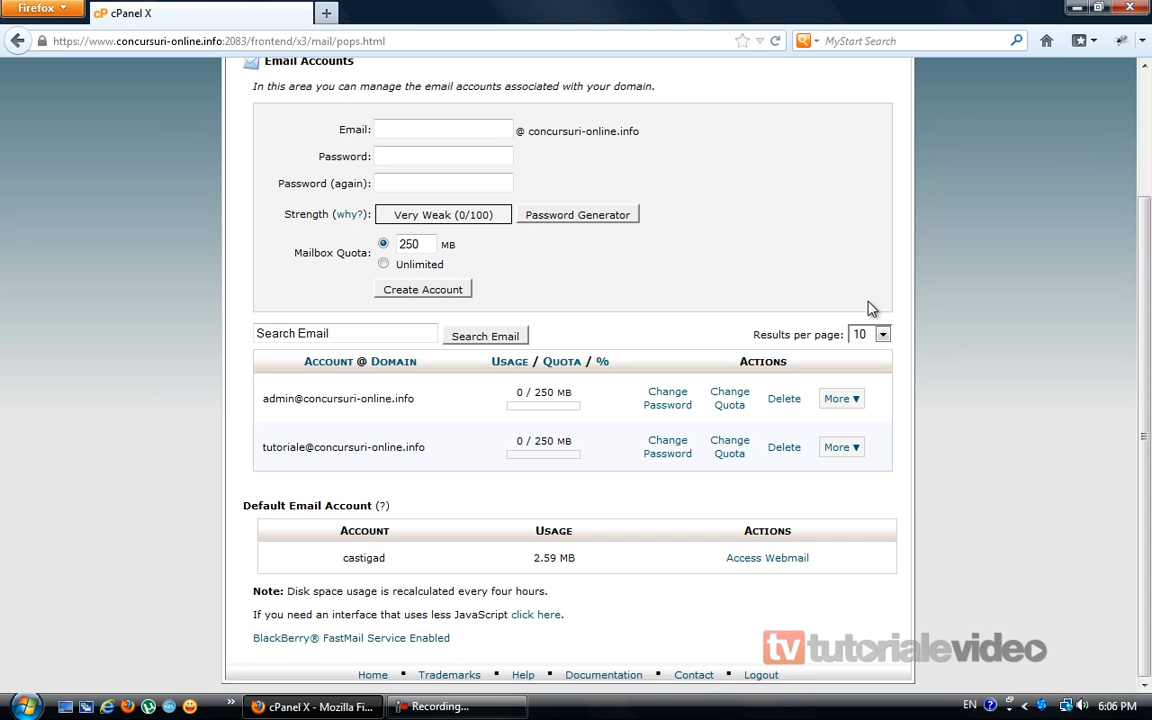 Firefox
cP cPanel X
https://www.concursuri-online.info:2083/frontend/x3/mail/pops.html
MyStart Search
Email Accounts
In this area you can manage the email accounts associated with your domain.
Email: @ concursuri-online.info
Password:
Password (again):
Strength (why?): Very Weak (0/100) Password Generator
Mailbox Quota: 250 MB
Unlimited
Create Account
Search Email Search Email Results per page: 10
ACCOUNT @ DOMAIN USAGE / QUOTA / % ACTIONS
admin@concursuri-online.info 0 / 250 MB Change Password Change Quota Delete More ▼
tutoriale@concursuri-online.info 0 / 250 MB Change Password Change Quota Delete More ▼
Default Email Account (?)
ACCOUNT USAGE ACTIONS
castigad 2.59 MB Access Webmail
Note: Disk space usage is recalculated every four hours.
If you need an interface that uses less JavaScript click here.
BlackBerry® FastMail Service Enabled
tv tutorialevideo
Home Trademarks Help Documentation Contact Logout
cPanel X - Mozilla Fi... Recording... EN 6:06 PM